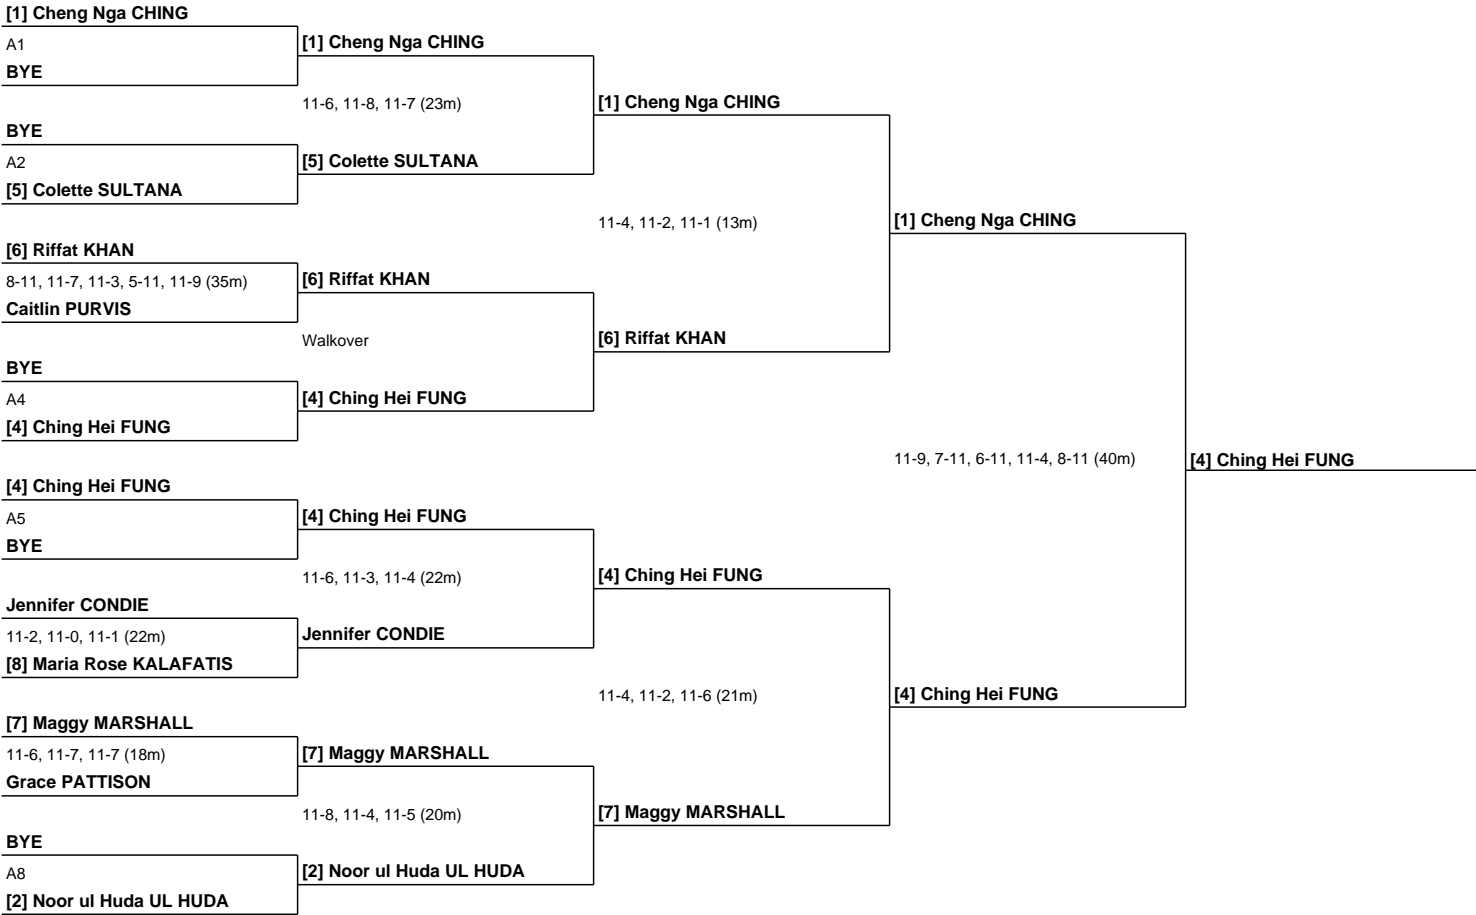 [1] Cheng Nga CHING
A1
BYE
BYE
A2
[5] Colette SULTANA
[6] Riffat KHAN
8-11, 11-7, 11-3, 5-11, 11-9 (35m)
Caitlin PURVIS
BYE
A4
[4] Ching Hei FUNG
[4] Ching Hei FUNG
A5
BYE
Jennifer CONDIE
11-2, 11-0, 11-1 (22m)
[8] Maria Rose KALAFATIS
[7] Maggy MARSHALL
11-6, 11-7, 11-7 (18m)
Grace PATTISON
BYE
A8
[2] Noor ul Huda UL HUDA
[1] Cheng Nga CHING
11-6, 11-8, 11-7 (23m)
[5] Colette SULTANA
[6] Riffat KHAN
Walkover
[4] Ching Hei FUNG
[4] Ching Hei FUNG
11-6, 11-3, 11-4 (22m)
Jennifer CONDIE
[7] Maggy MARSHALL
11-8, 11-4, 11-5 (20m)
[2] Noor ul Huda UL HUDA
[1] Cheng Nga CHING
11-4, 11-2, 11-1 (13m)
[6] Riffat KHAN
[4] Ching Hei FUNG
11-4, 11-2, 11-6 (21m)
[7] Maggy MARSHALL
[1] Cheng Nga CHING
11-9, 7-11, 6-11, 11-4, 8-11 (40m)
[4] Ching Hei FUNG
[4] Ching Hei FUNG